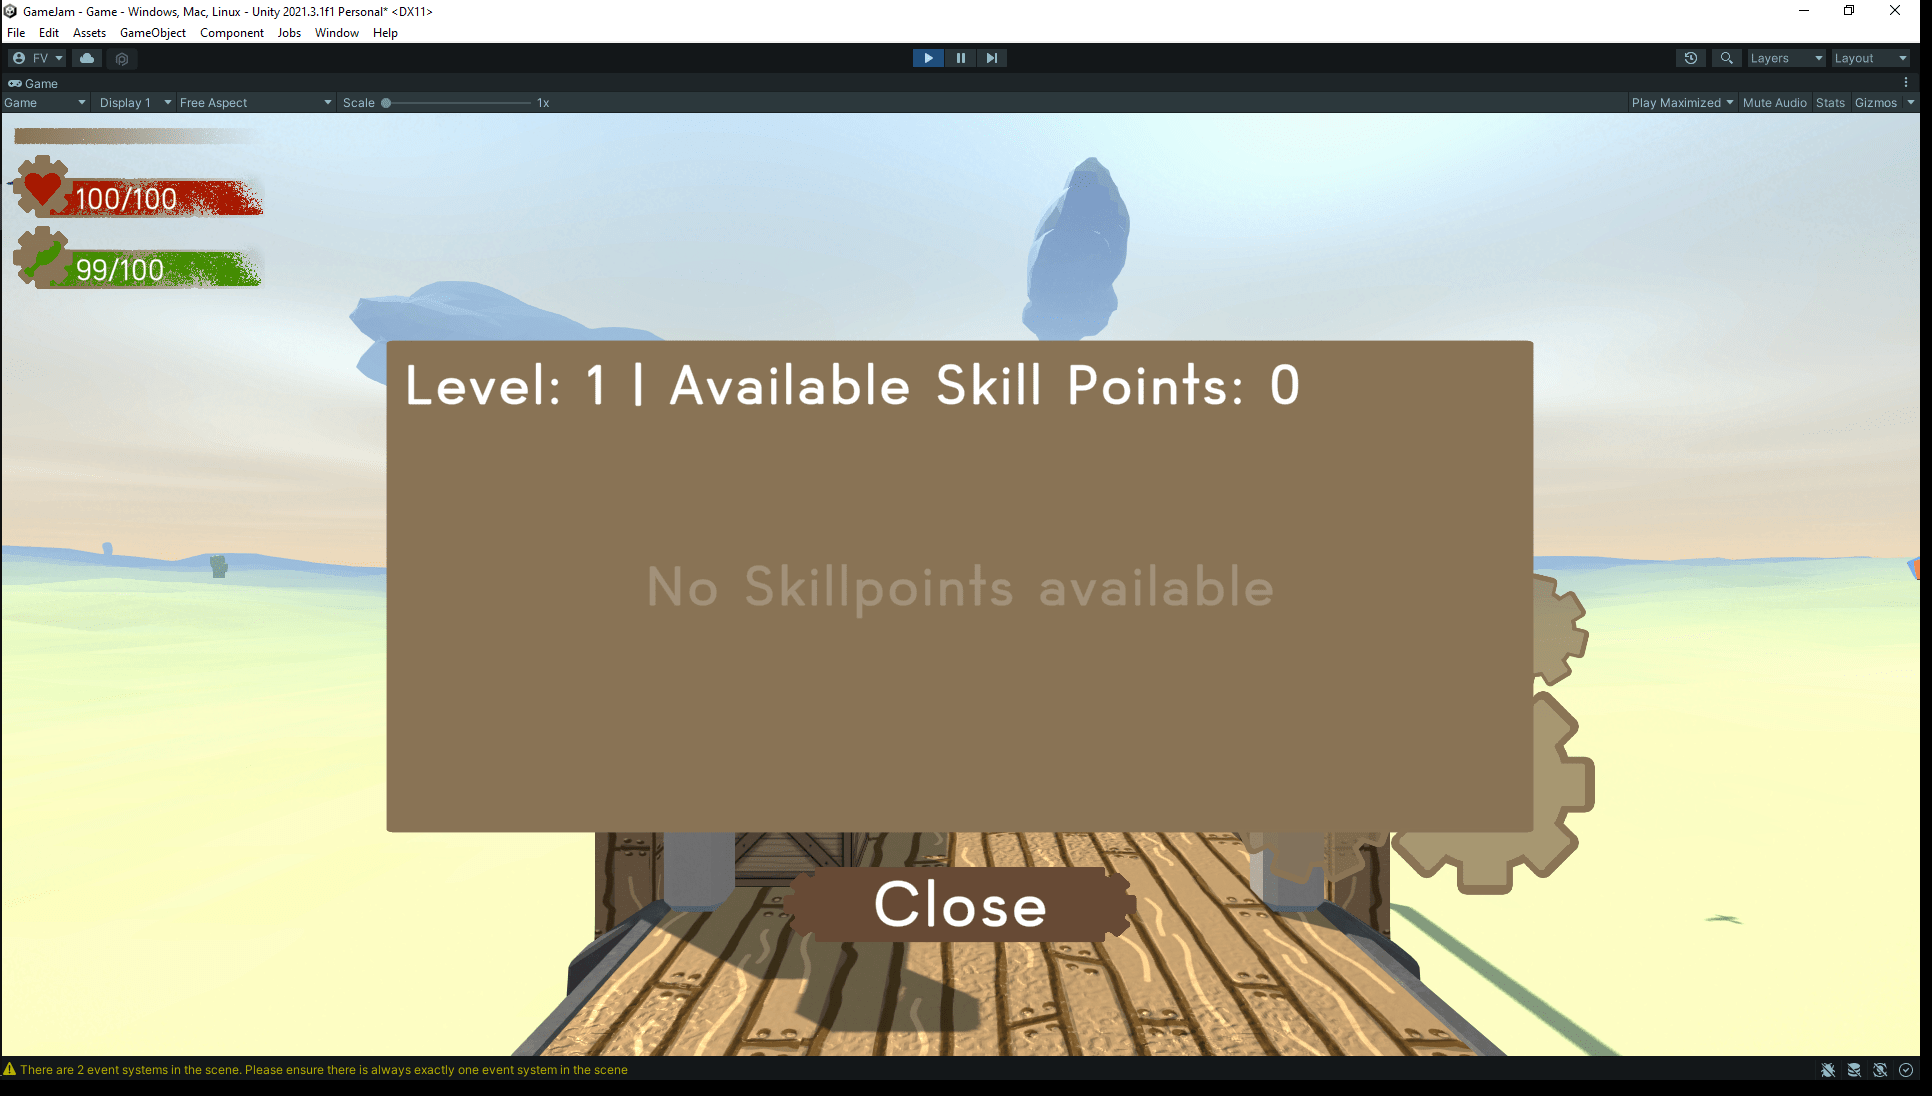 GameJam - Game - Windows, Mac, Linux - Unity 2021.3.1f1 Personal* <DX11>
File Edit Assets GameObject Component Jobs Window Help
FV Layers Layout
Game
Game Display 1 Free Aspect Scale 1x Play Maximized Mute Audio Stats Gizmos
100/100
99/100
Level: 1 | Available Skill Points: 0
No Skillpoints available
Close
There are 2 event systems in the scene. Please ensure there is always exactly one event system in the scene